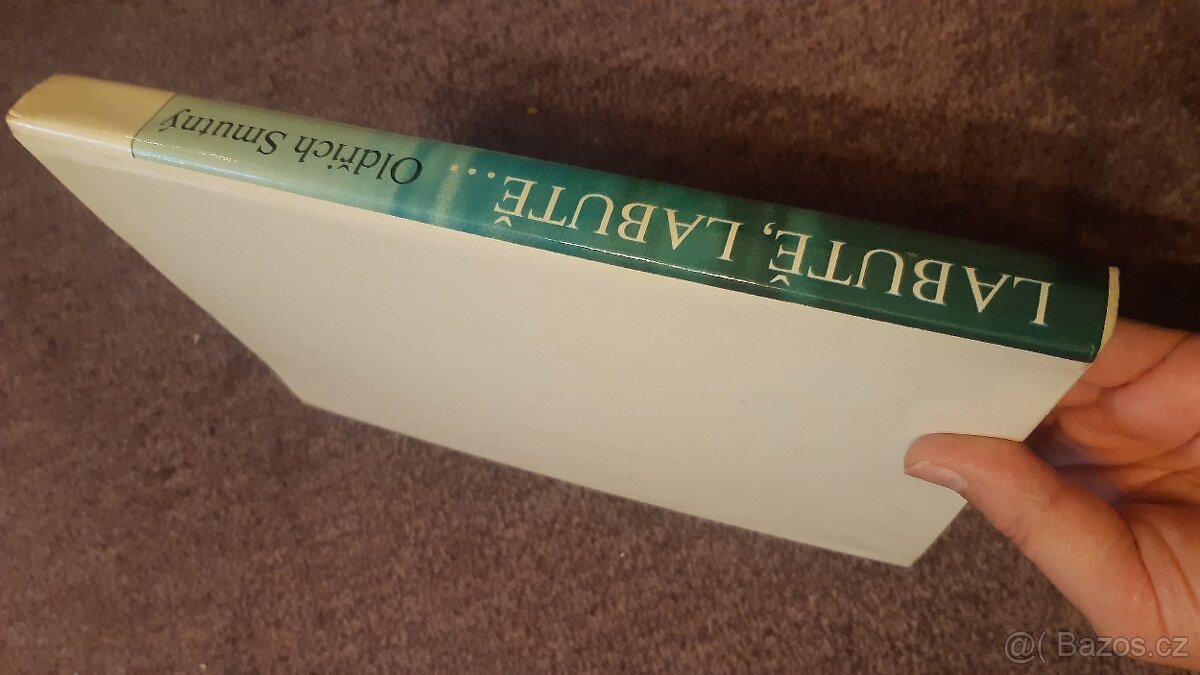 LABUTĚ, LABUTĚ...
Oldřich Smutný
@( Bazos.cz